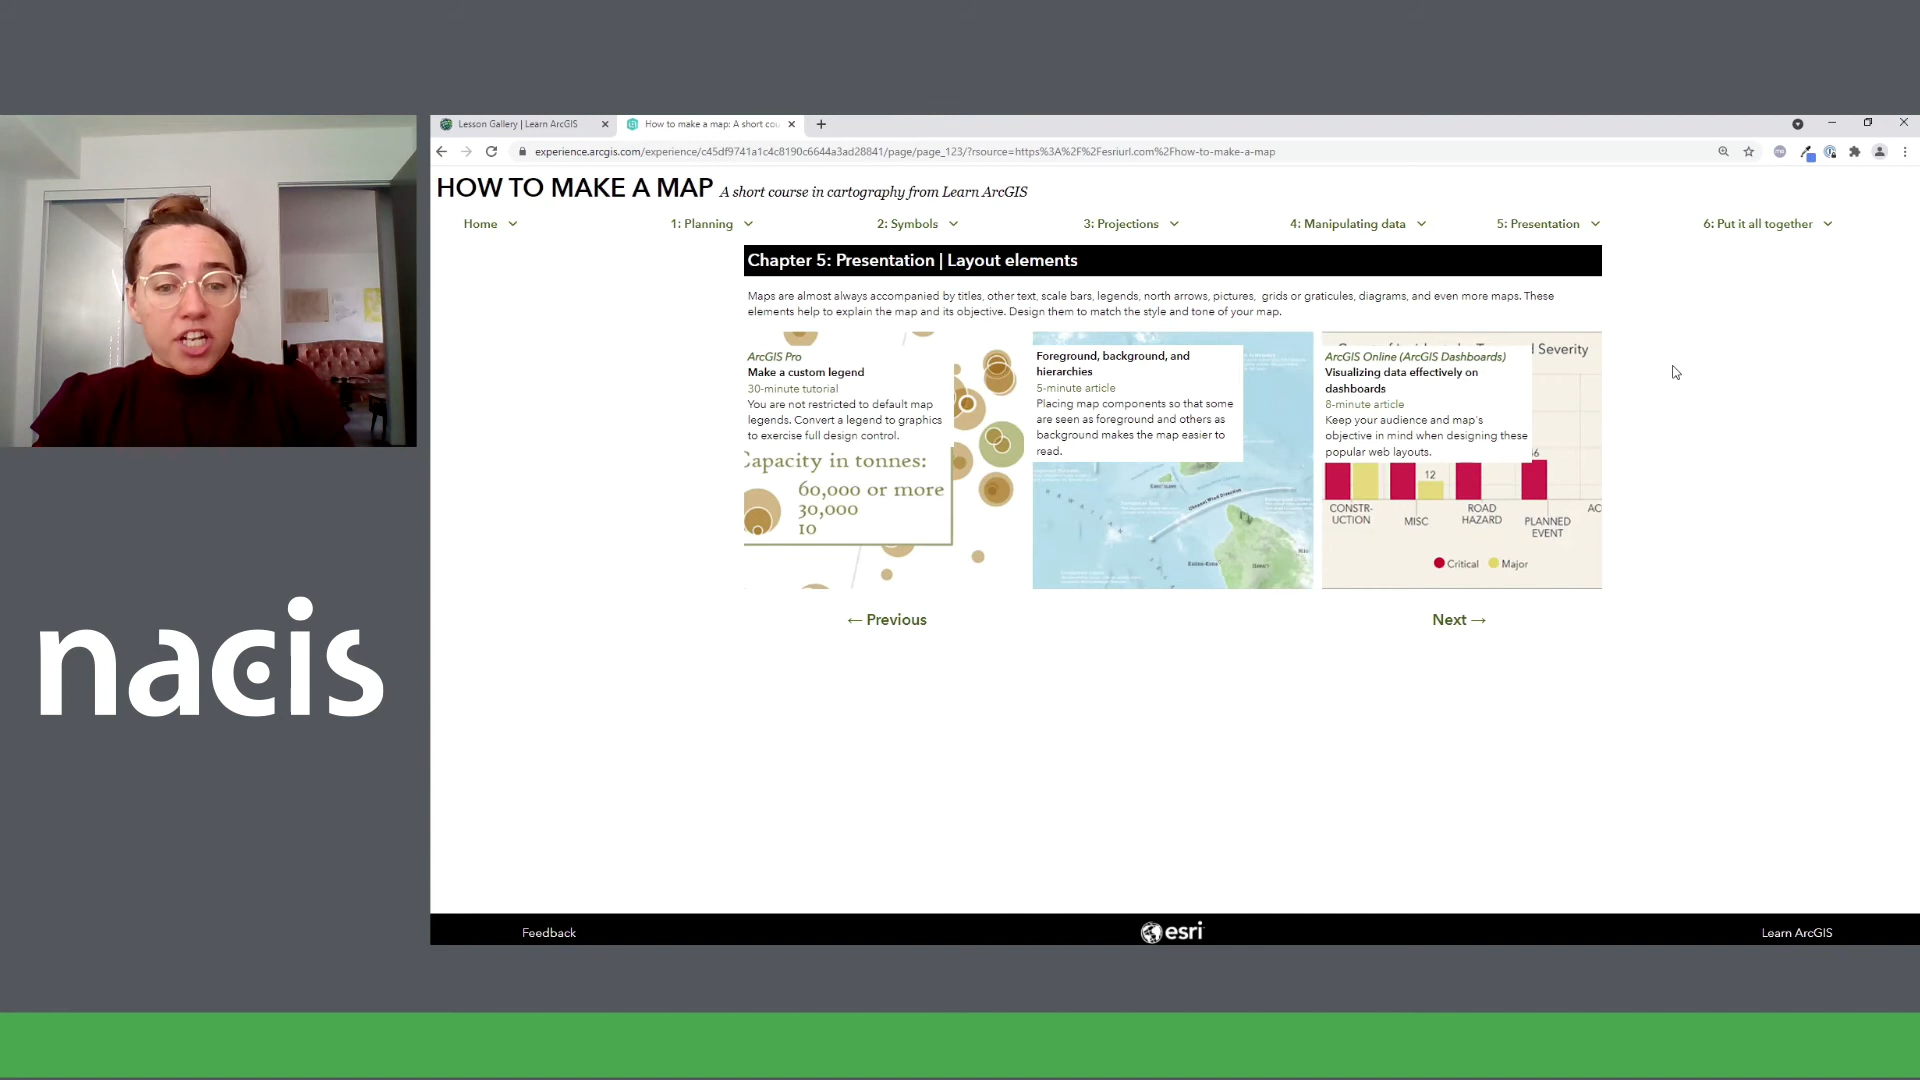 Lesson Gallery | Learn ArcGIS
How to make a map: A short cou
experience.arcgis.com/experience/c45df9741a1c4c8190c6644a3ad28841/page/page_123/?rsource=https%3A%2F%2Fesriurl.com%2Fhow-to-make-a-map
HOW TO MAKE A MAP A short course in cartography from Learn ArcGIS
Home 1: Planning 2: Symbols 3: Projections 4: Manipulating data 5: Presentation 6: Put it all together
Chapter 5: Presentation | Layout elements
Maps are almost always accompanied by titles, other text, scale bars, legends, north arrows, pictures, grids or graticules, diagrams, and even more maps. These
elements help to explain the map and its objective. Design them to match the style and tone of your map.
ArcGIS Pro
Make a custom legend
30-minute tutorial
You are not restricted to default map
legends. Convert a legend to graphics
to exercise full design control.
Capacity in tonnes:
60,000 or more
30,000
10
Foreground, background, and
hierarchies
5-minute article
Placing map components so that some
are seen as foreground and others as
background makes the map easier to
read.
Severity
ArcGIS Online (ArcGIS Dashboards)
Visualizing data effectively on
dashboards
8-minute article
Keep your audience and map's
objective in mind when designing these
popular web layouts.
12
CONSTR-
UCTION
MISC
ROAD
HAZARD
PLANNED
EVENT
AC
Critical Major
← Previous
Next →
nacis
Feedback
esri
Learn ArcGIS